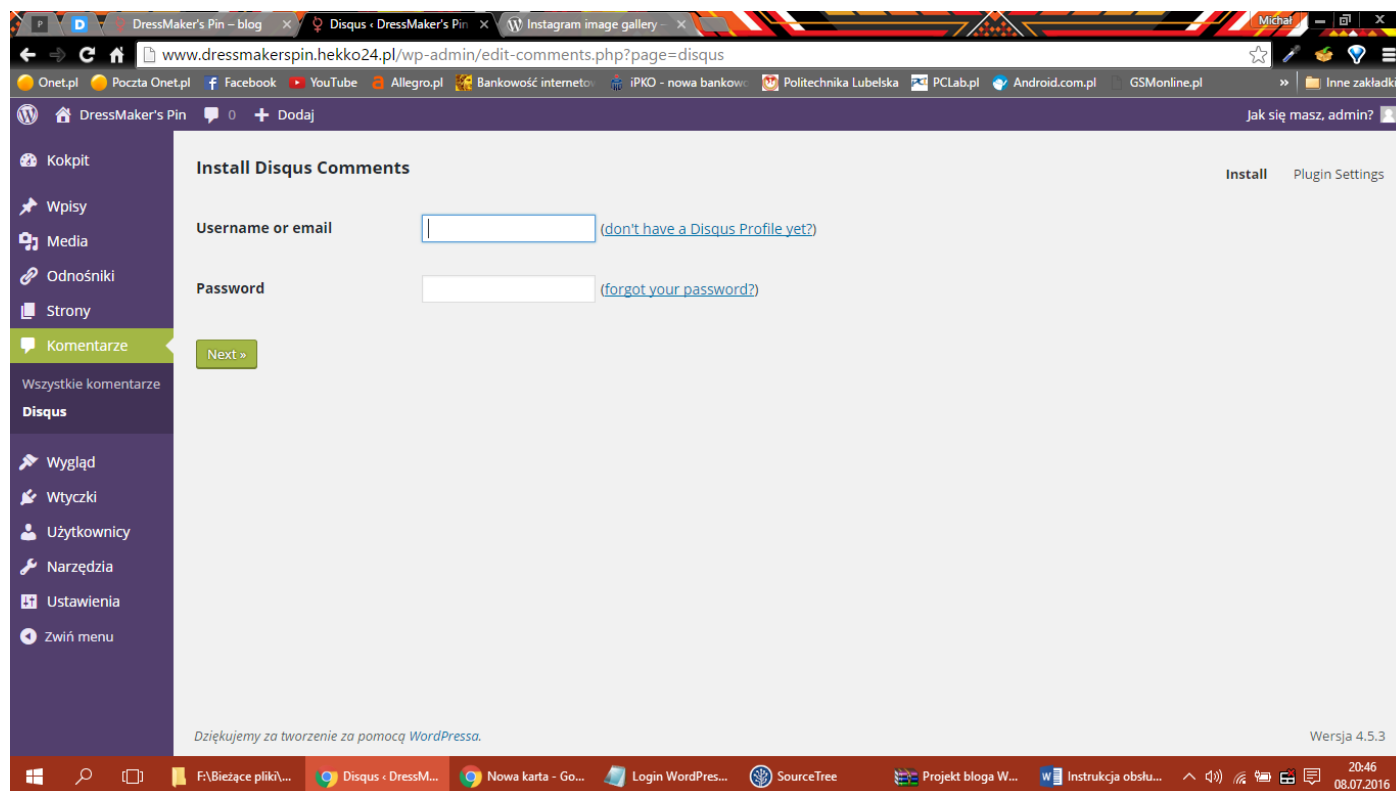 P D DressMaker's Pin – blog Disqus ‹ DressMaker's Pin Instagram image gallery – Michał
www.dressmakerspin.hekko24.pl/wp-admin/edit-comments.php?page=disqus
Onet.pl Poczta Onet.pl Facebook YouTube Allegro.pl Bankowość interneto iPKO - nowa bankowo Politechnika Lubelska PCLab.pl Android.com.pl GSMonline.pl » Inne zakładki
DressMaker's Pin 0 + Dodaj Jak się masz, admin?
Kokpit
Install Disqus Comments
Install Plugin Settings
Wpisy
Username or email (don't have a Disqus Profile yet?)
Media
Odnośniki
Password (forgot your password?)
Strony
Komentarze
Next »
Wszystkie komentarze
Disqus
Wygląd
Wtyczki
Użytkownicy
Narzędzia
Ustawienia
Zwiń menu
Dziękujemy za tworzenie za pomocą WordPressa. Wersja 4.5.3
F:\Bieżące pliki\... Disqus ‹ DressM... Nowa karta - Go... Login WordPres... SourceTree Projekt bloga W... Instrukcja obsłu... 20:46
08.07.2016